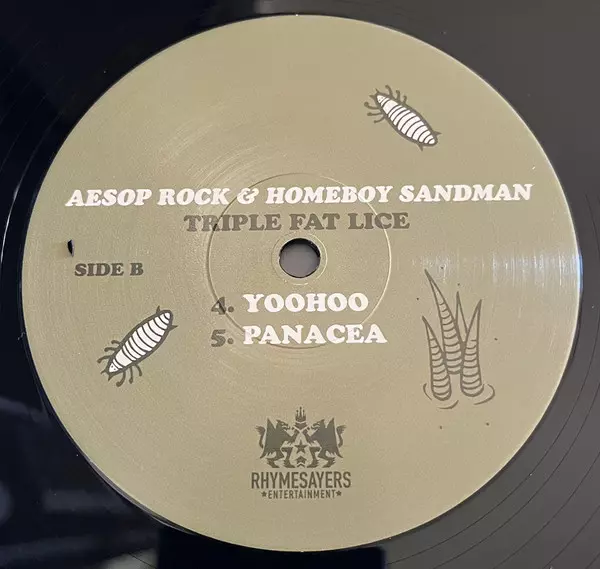 AESOP ROCK & HOMEBOY SANDMAN
TRIPLE FAT LICE
SIDE B
4. YOOHOO
5. PANACEA
RHYMESAYERS
★ENTERTAINMENT★